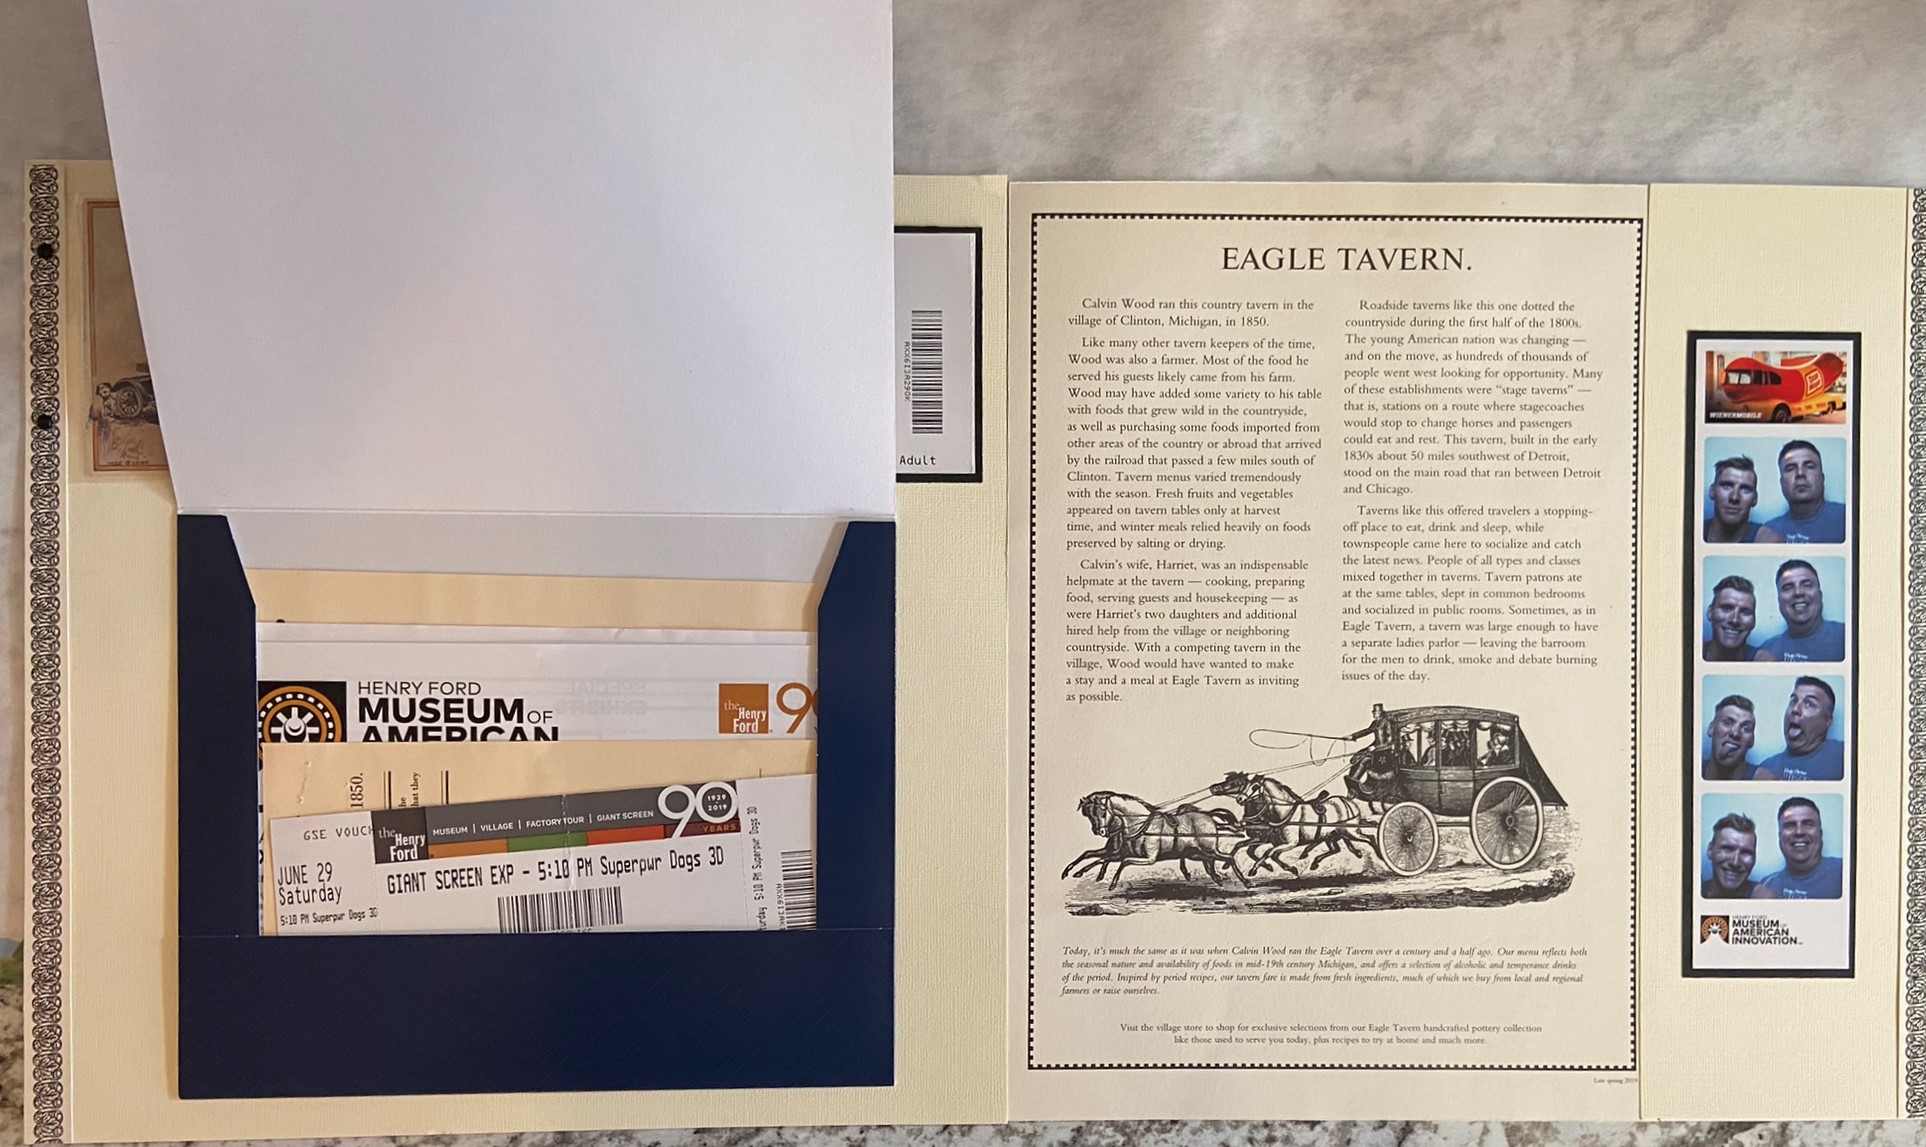 Adult
AXX613A290K
HENRY FORD
MUSEUM OF
AMERICAN
the
Henry
Ford
90
SPECIAL
EXHIBITS
1850.
he
hat they
GSE VOUCH
the
Henry
Ford
MUSEUM | VILLAGE | FACTORY TOUR | GIANT SCREEN
90
1929
2019
YEARS
JUNE 29
Saturday
5:10 PM Superpwr Dogs 3D
GIANT SCREEN EXP - 5:10 PM Superpwr Dogs 3D
5:10 PM Superpwr Dogs 3D
EAGLE TAVERN.
Calvin Wood ran this country tavern in the
village of Clinton, Michigan, in 1850.
Like many other tavern keepers of the time,
Wood was also a farmer. Most of the food he
served his guests likely came from his farm.
Wood may have added some variety to his table
with foods that grew wild in the countryside,
as well as purchasing some foods imported from
other areas of the country or abroad that arrived
by the railroad that passed a few miles south of
Clinton. Tavern menus varied tremendously
with the season. Fresh fruits and vegetables
appeared on tavern tables only at harvest
time, and winter meals relied heavily on foods
preserved by salting or drying.
Calvin's wife, Harriet, was an indispensable
helpmate at the tavern — cooking, preparing
food, serving guests and housekeeping — as
were Harriet's two daughters and additional
hired help from the village or neighboring
countryside. With a competing tavern in the
village, Wood would have wanted to make
a stay and a meal at Eagle Tavern as inviting
as possible.
Roadside taverns like this one dotted the
countryside during the first half of the 1800s.
The young American nation was changing —
and on the move, as hundreds of thousands of
people went west looking for opportunity. Many
of these establishments were "stage taverns" —
that is, stations on a route where stagecoaches
would stop to change horses and passengers
could eat and rest. This tavern, built in the early
1830s about 50 miles southwest of Detroit,
stood on the main road that ran between Detroit
and Chicago.
Taverns like this offered travelers a stopping-
off place to eat, drink and sleep, while
townspeople came here to socialize and catch
the latest news. People of all types and classes
mixed together in taverns. Tavern patrons ate
at the same tables, slept in common bedrooms
and socialized in public rooms. Sometimes, as in
Eagle Tavern, a tavern was large enough to have
a separate ladies parlor — leaving the barroom
for the men to drink, smoke and debate burning
issues of the day.
Today, it's much the same as it was when Calvin Wood ran the Eagle Tavern over a century and a half ago. Our menu reflects both
the seasonal nature and availability of foods in mid-19th century Michigan, and offers a selection of alcoholic and temperance drinks
of the period. Inspired by period recipes, our tavern fare is made from fresh ingredients, much of which we buy from local and regional
farmers or raise ourselves.
Visit the village store to shop for exclusive selections from our Eagle Tavern handcrafted pottery collection
like those used to serve you today, plus recipes to try at home and much more.
Late spring 2019
WIENERMOBILE
HENRY FORD
MUSEUM OF
AMERICAN
INNOVATION